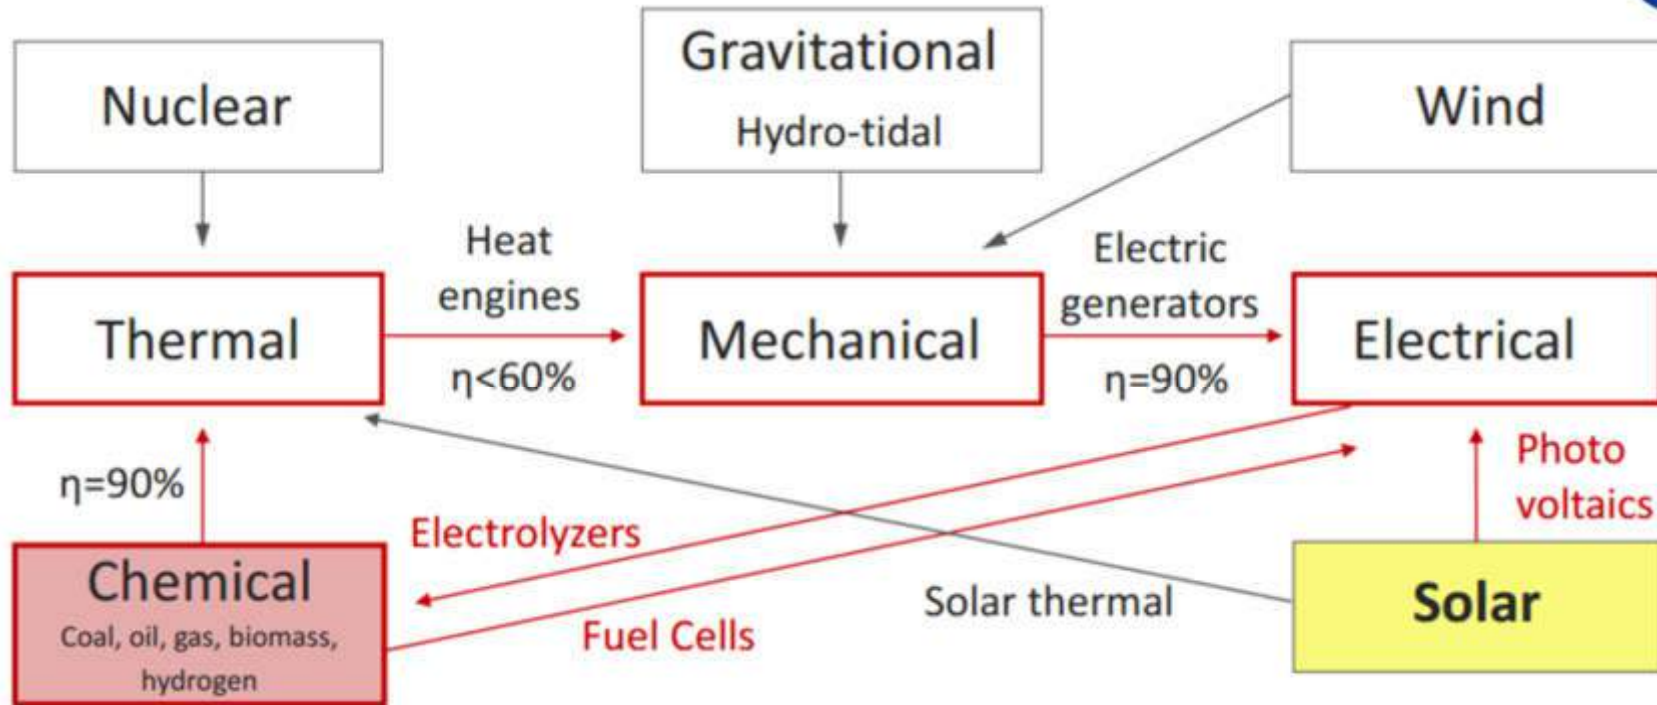 Nuclear
Gravitational
Hydro-tidal
Wind
Heat
engines
Electric
generators
Thermal
Mechanical
Electrical
η<60%
η=90%
η=90%
Photo
voltaics
Electrolyzers
Chemical
Coal, oil, gas, biomass,
hydrogen
Solar thermal
Solar
Fuel Cells